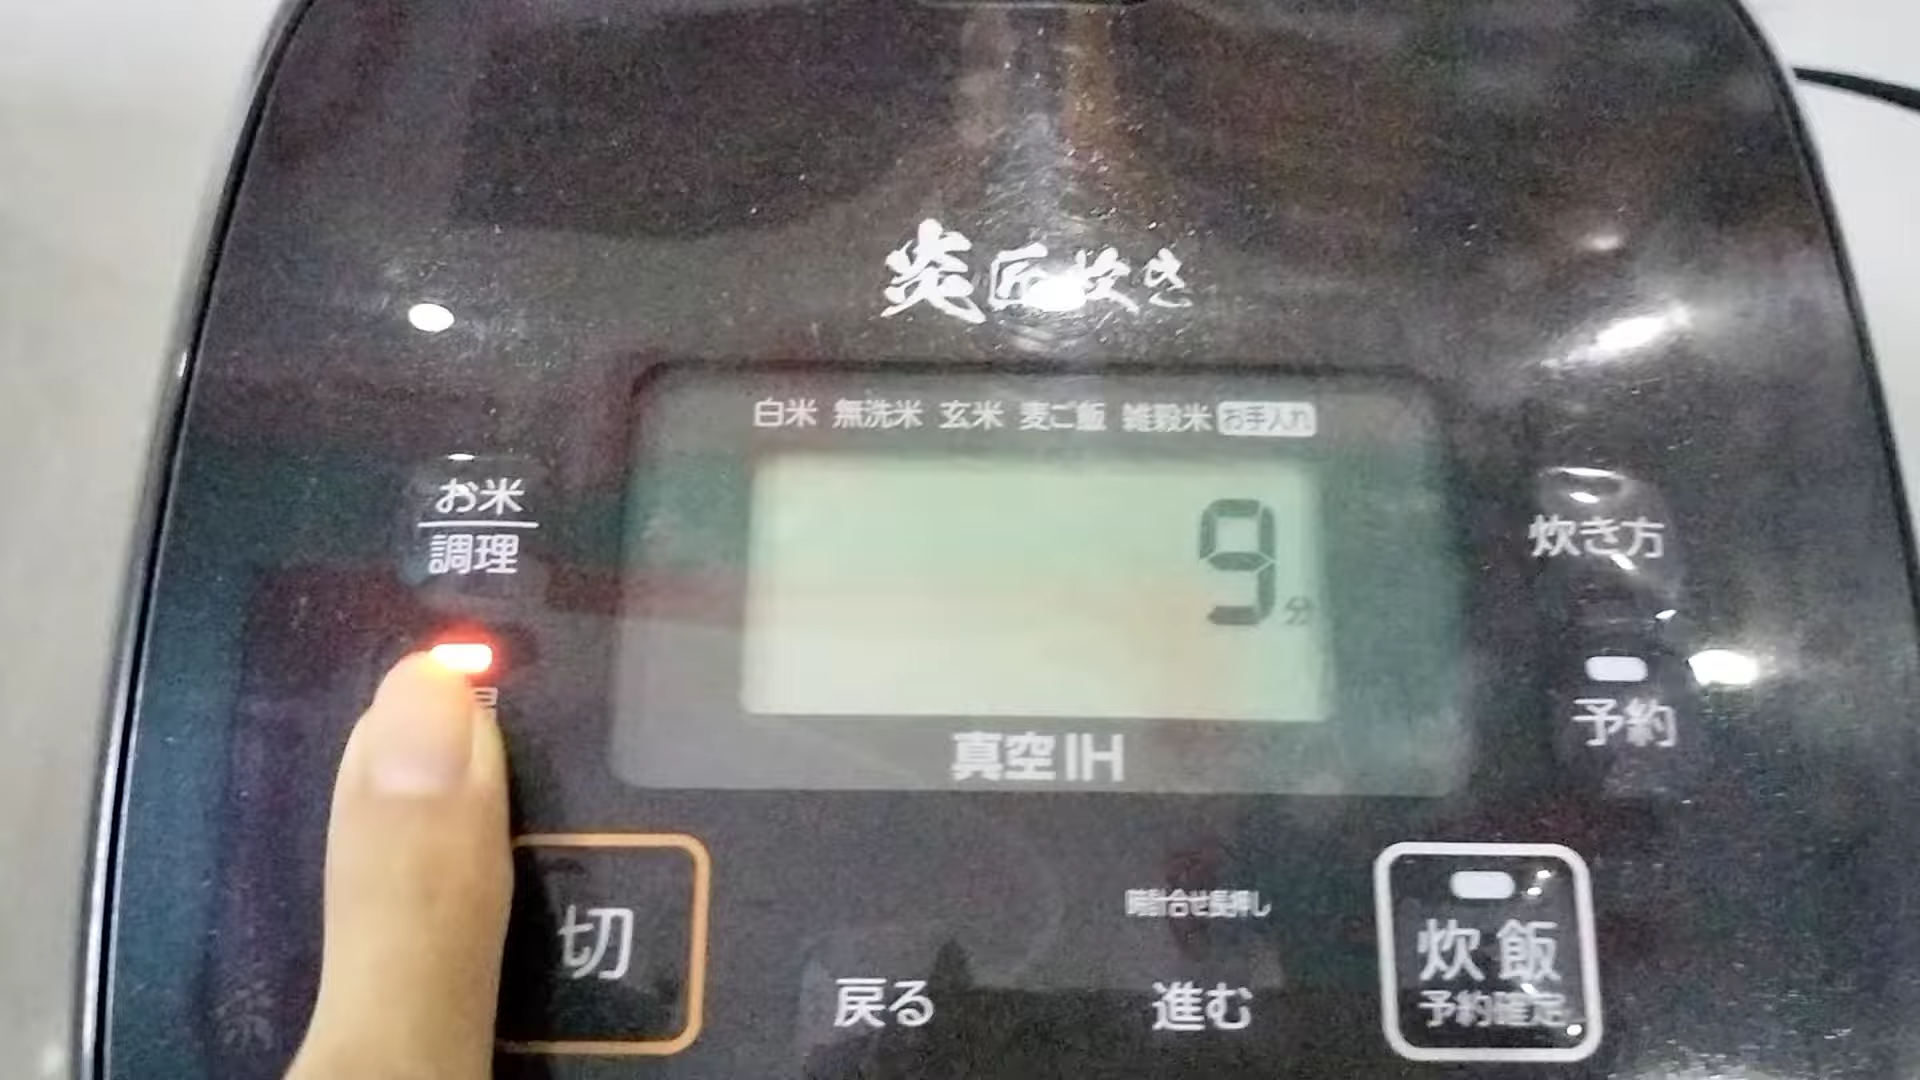 炎匠炊き
白米 無洗米 玄米 麦ご飯 雑穀米 お手入れ
お米
調理
9分
炊き方
予約
真空IH
切
時計合せ長押し
戻る
進む
炊飯
予約確定